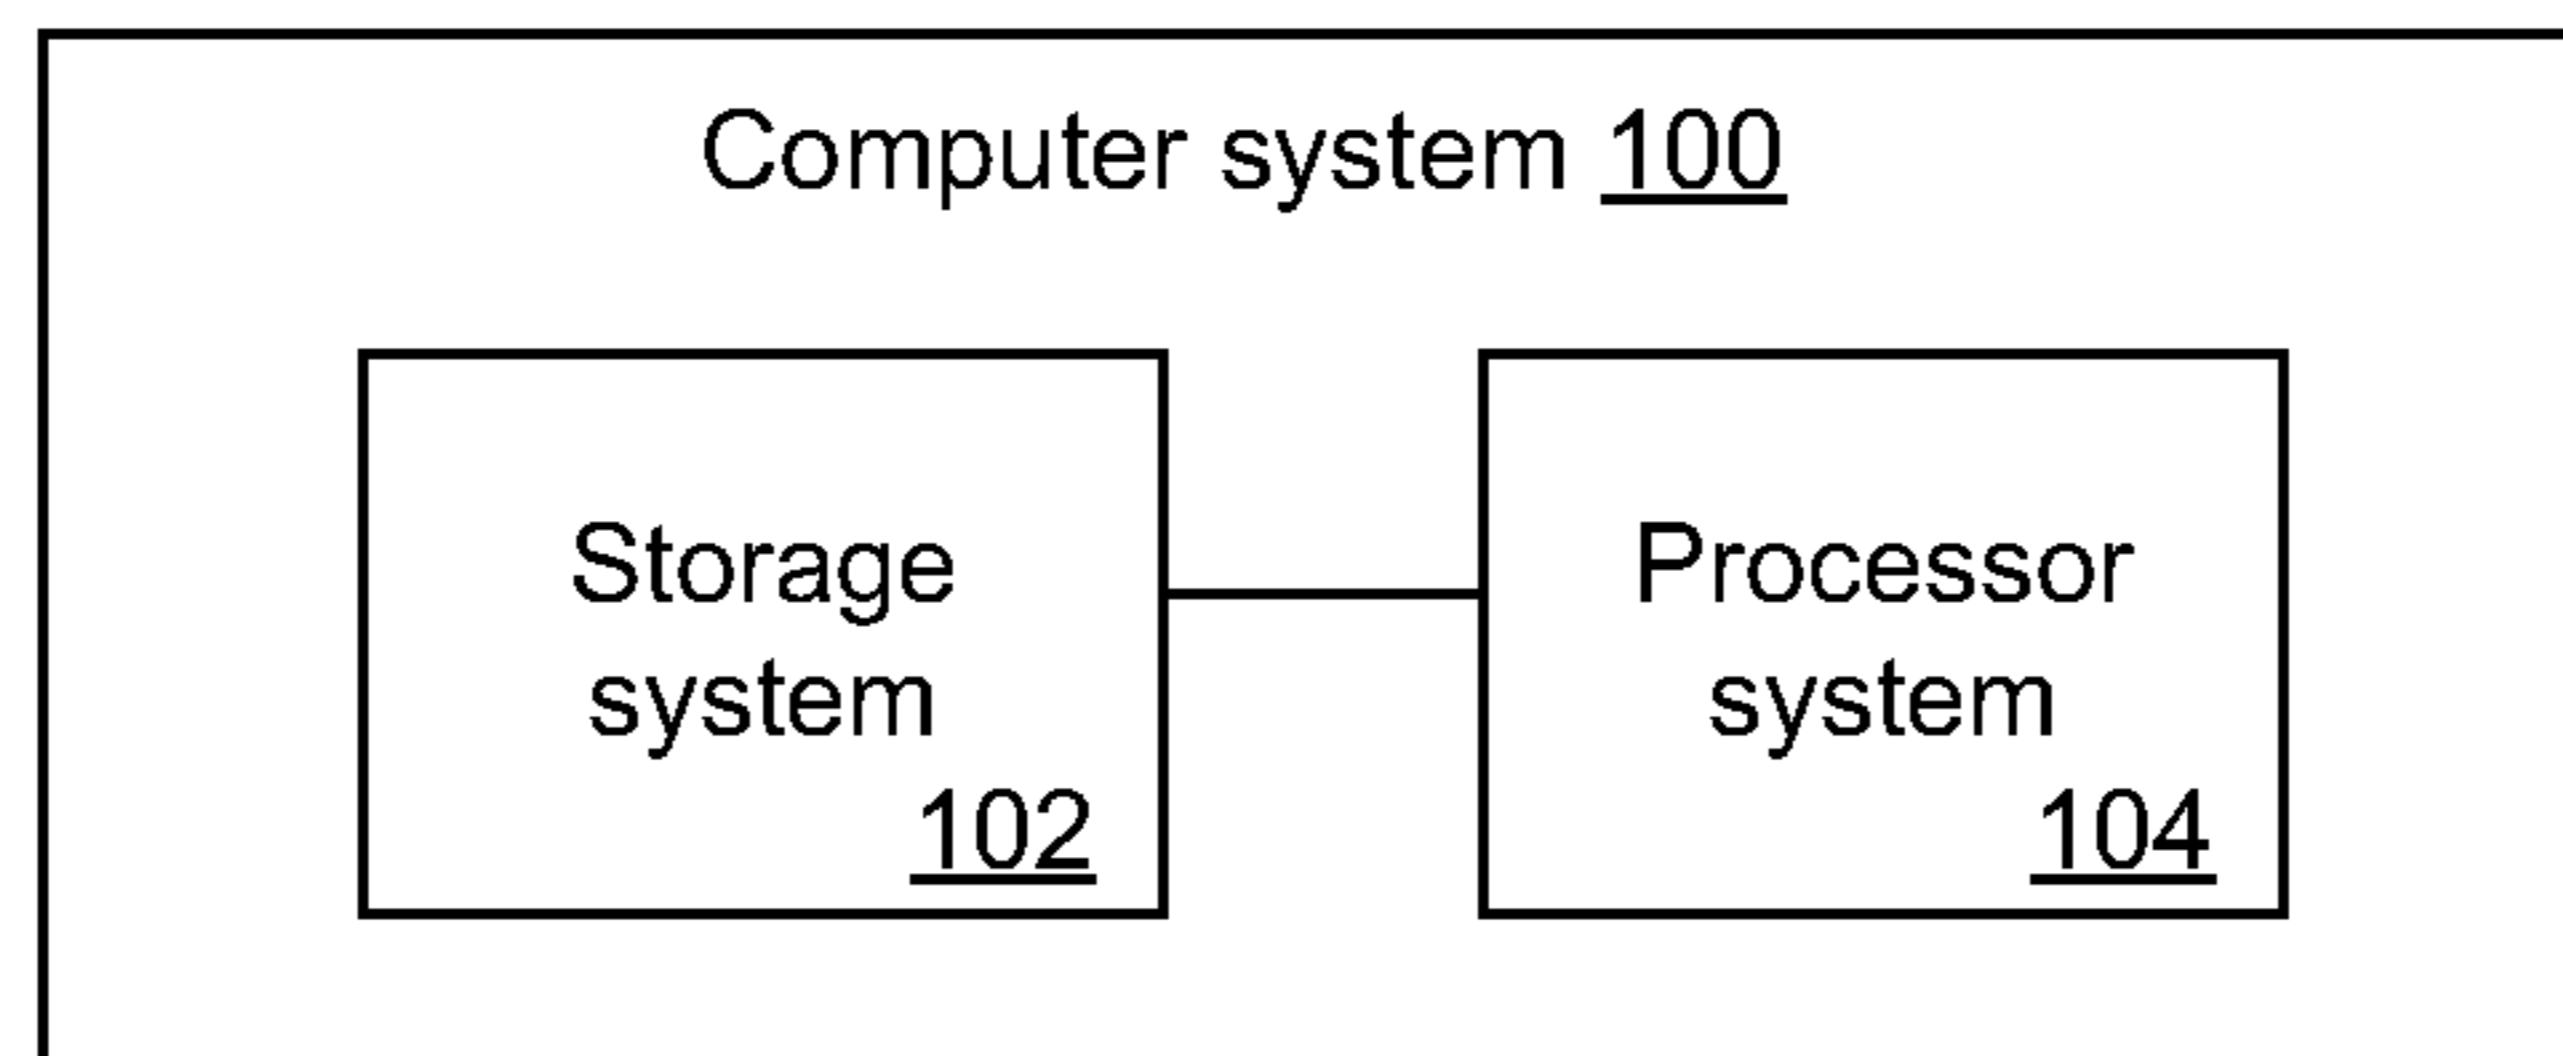 Computer system 100
Storage
system
102
Processor
system
104